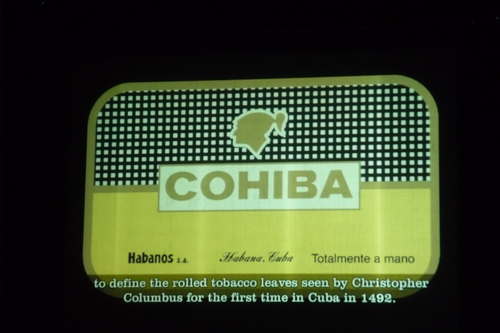 COHIBA
Habanos s.a. Habana, Cuba Totalmente a mano
to define the rolled tobacco leaves seen by Christopher
Columbus for the first time in Cuba in 1492.